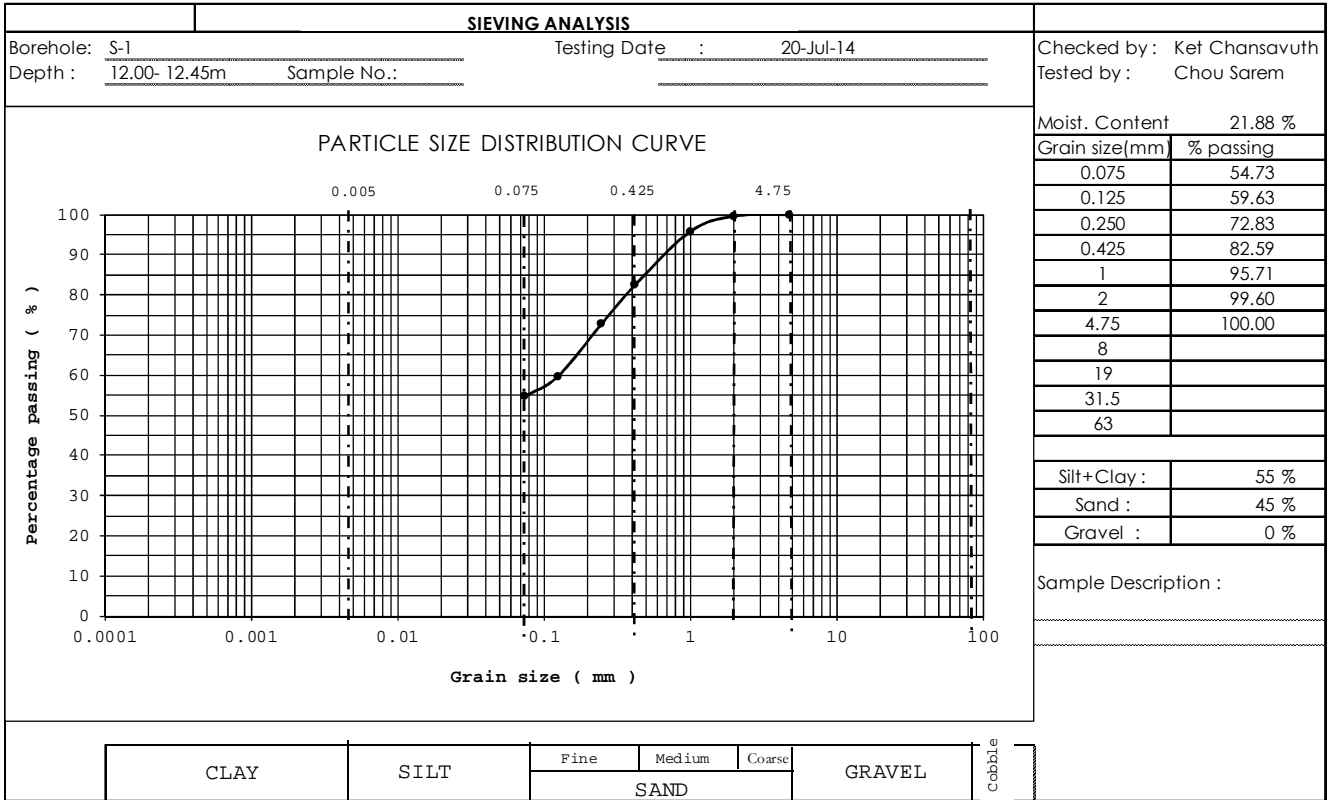 SIEVING ANALYSIS
Borehole: S-1 Testing Date : 20-Jul-14
Depth : 12.00- 12.45m Sample No.:
Checked by : Ket Chansavuth
Tested by : Chou Sarem
PARTICLE SIZE DISTRIBUTION CURVE
0.005 0.075 0.425 4.75
100
90
80
70
60
50
40
30
20
10
0
Percentage passing ( % )
0.0001 0.001 0.01 0.1 1 10 100
Grain size ( mm )
Moist. Content 21.88 %
Grain size(mm) % passing
0.075 54.73
0.125 59.63
0.250 72.83
0.425 82.59
1 95.71
2 99.60
4.75 100.00
8
19
31.5
63
Silt+Clay : 55 %
Sand : 45 %
Gravel : 0 %
Sample Description :
CLAY SILT Fine Medium Coarse GRAVEL Cobble
SAND